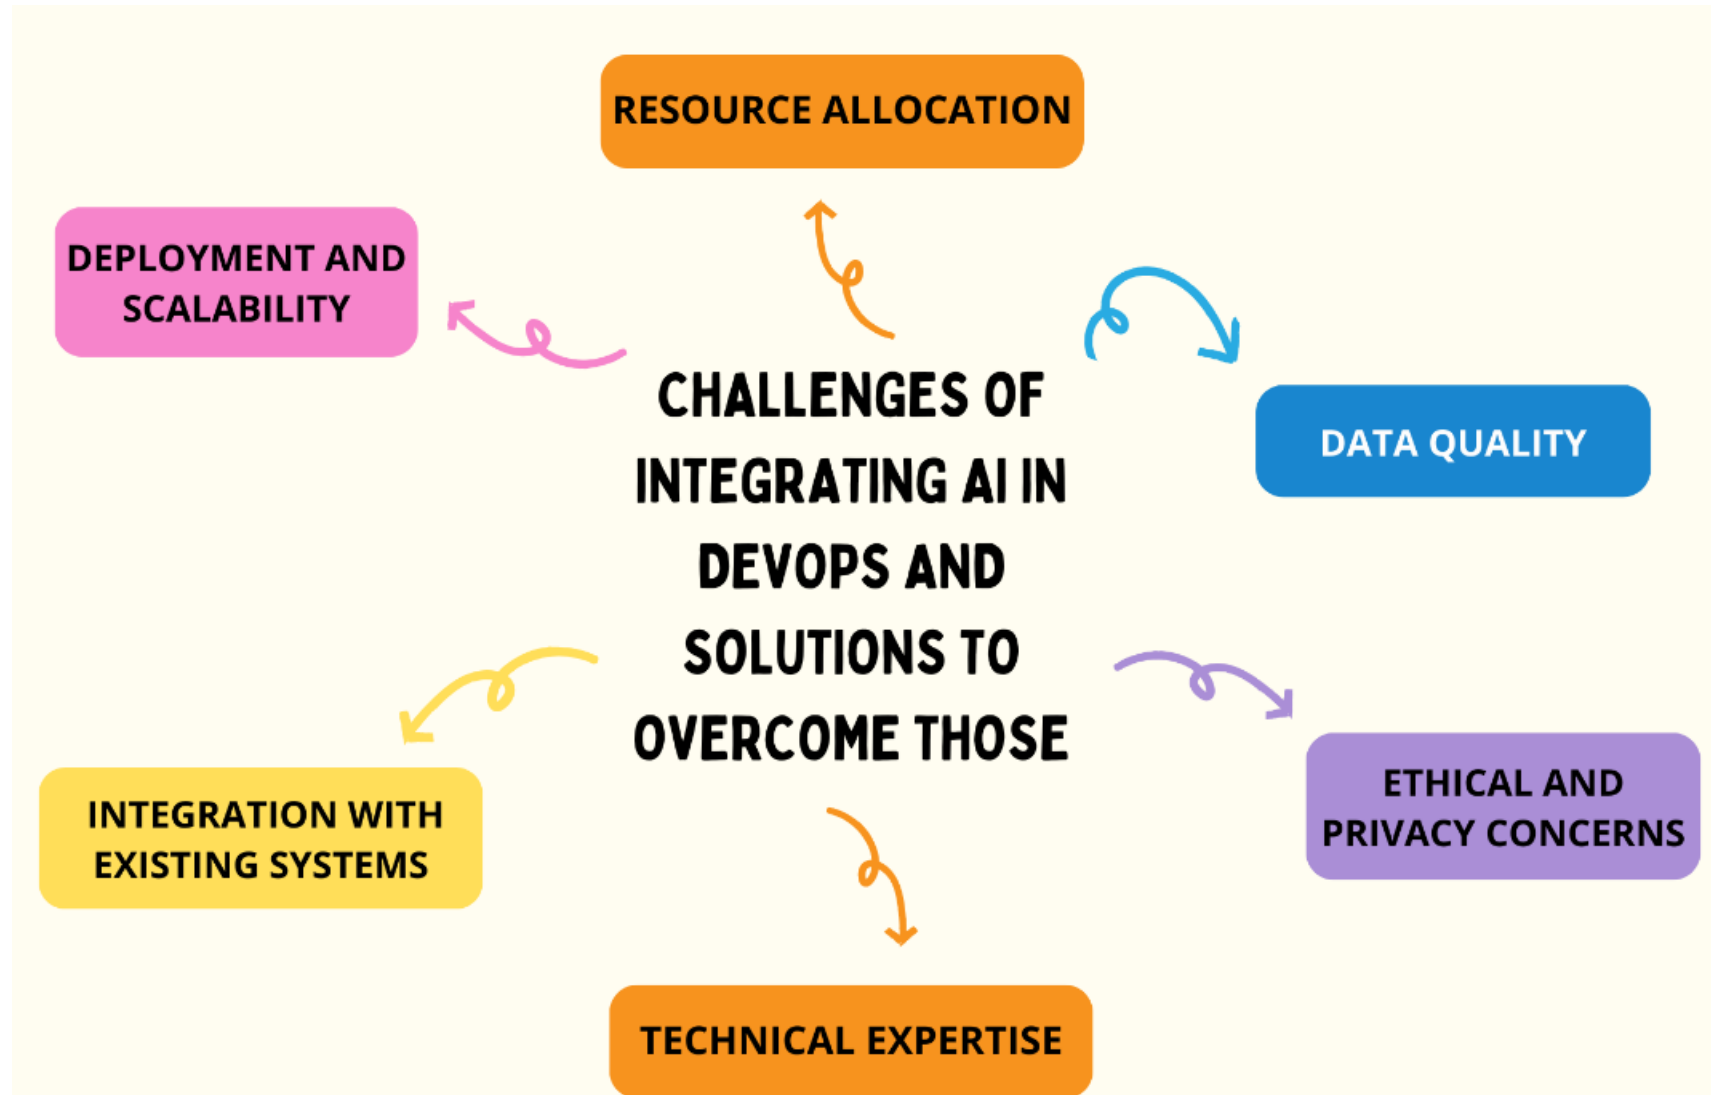 RESOURCE ALLOCATION
DEPLOYMENT AND
SCALABILITY
CHALLENGES OF
INTEGRATING AI IN
DEVOPS AND
SOLUTIONS TO
OVERCOME THOSE
DATA QUALITY
INTEGRATION WITH
EXISTING SYSTEMS
ETHICAL AND
PRIVACY CONCERNS
TECHNICAL EXPERTISE